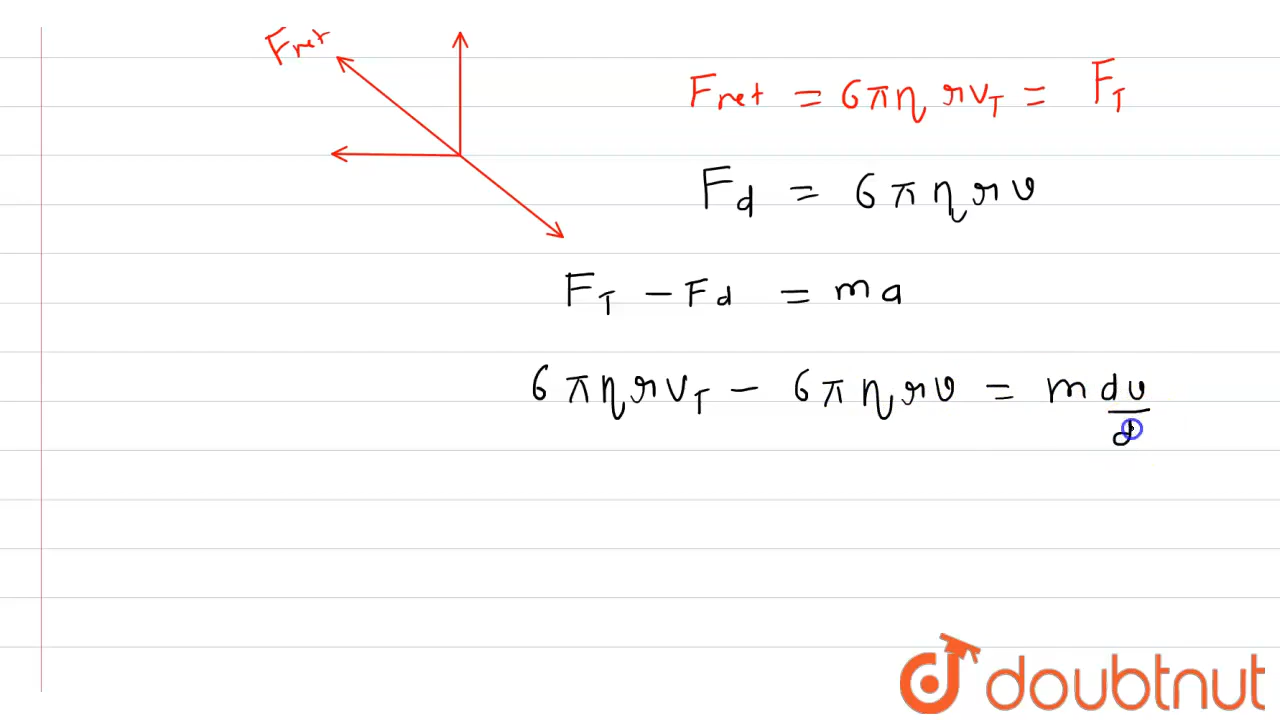 Fnet
Fnet = 6πηrv_T = F_T
F_d = 6πηrv
F_T − F_d = ma
6πηrv_T − 6πηrv = m dv/d
doubtnut